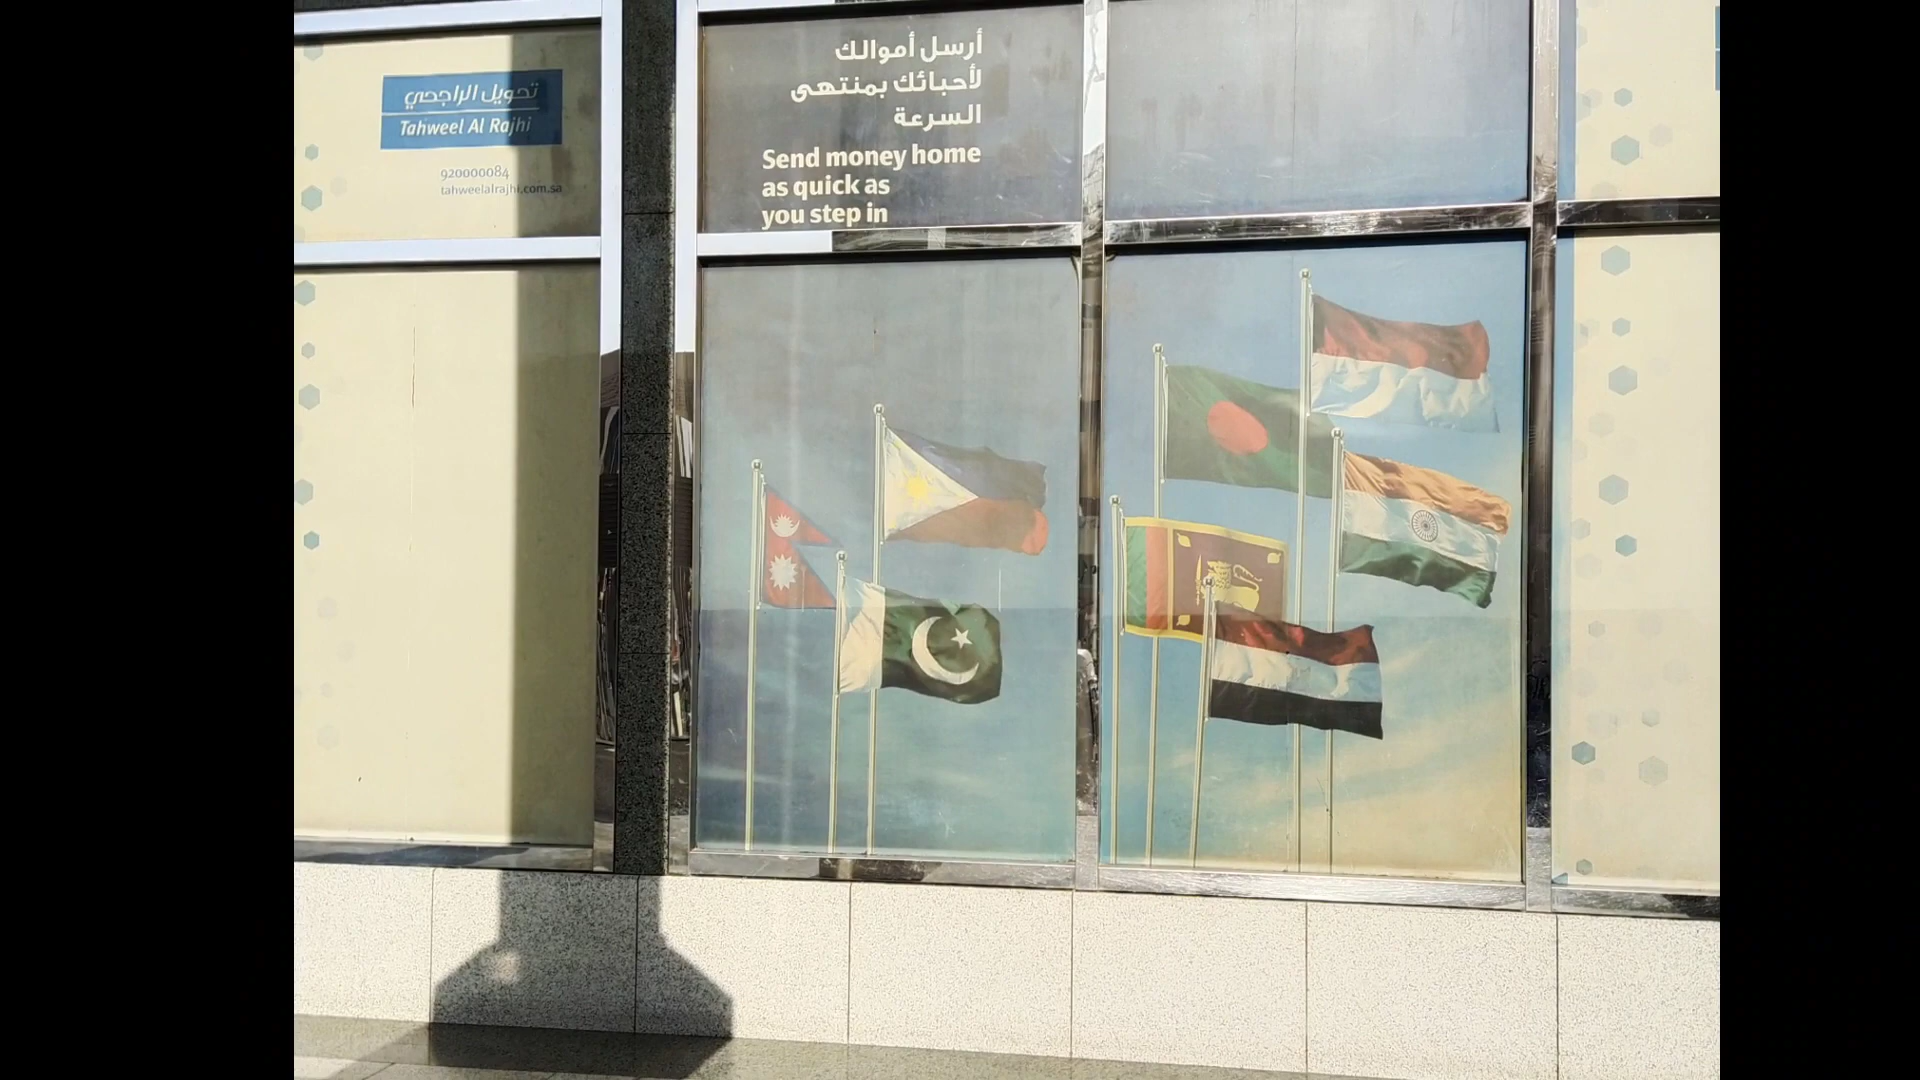 تحويل الراجحي
Tahweel Al Rajhi
920000084
tahweelalrajhi.com.sa
أرسل أموالك
لأحبائك بمنتهى
السرعة
Send money home
as quick as
you step in